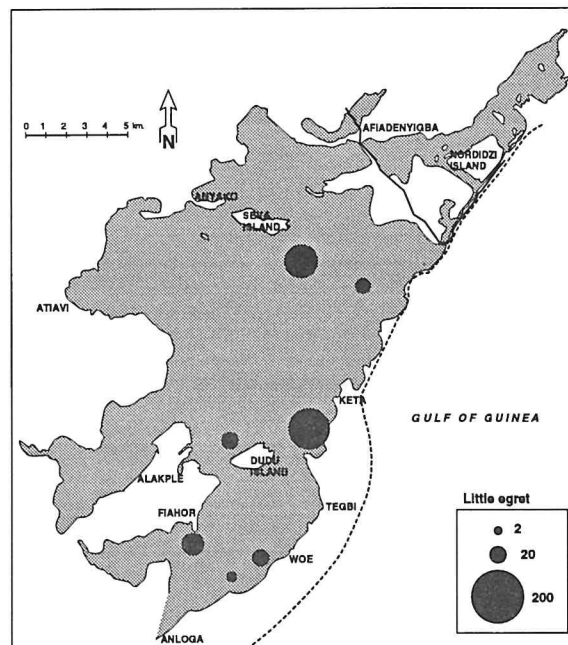 0 1 2 3 4 5 km.
N
AFIADENYIGBA
NORDIDZI
ISLAND
ANYAKO
SEVA
ISLAND
ATIAVI
KETA
GULF OF GUINEA
DUDU
ISLAND
ALAKPLE
FIAHOR
TEGBI
WOE
ANLOGA
Little egret
2
20
200